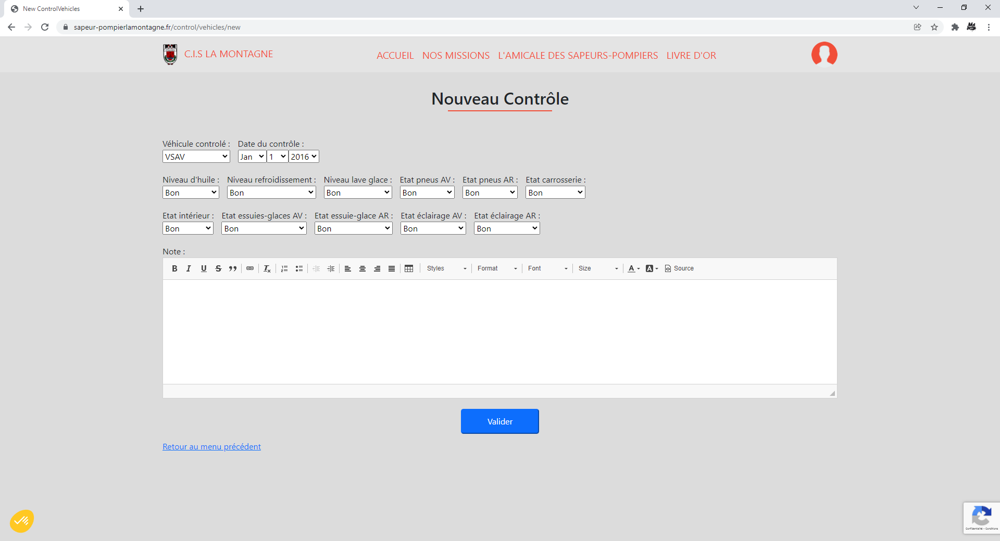 New ControlVehicles
sapeur-pompierlamontagne.fr/control/vehicles/new
C.I.S LA MONTAGNE
ACCUEIL NOS MISSIONS L'AMICALE DES SAPEURS-POMPIERS LIVRE D'OR
Nouveau Contrôle
Véhicule controlé : Date du contrôle :
VSAV Jan 1 2016
Niveau d'huile : Niveau refroidissement : Niveau lave glace : Etat pneus AV : Etat pneus AR : Etat carrosserie :
Bon Bon Bon Bon Bon Bon
Etat intérieur : Etat essuies-glaces AV : Etat essuie-glace AR : Etat éclairage AV : Etat éclairage AR :
Bon Bon Bon Bon Bon
Note :
Styles Format Font Size Source
Valider
Retour au menu précédent
Confidentialité - Conditions